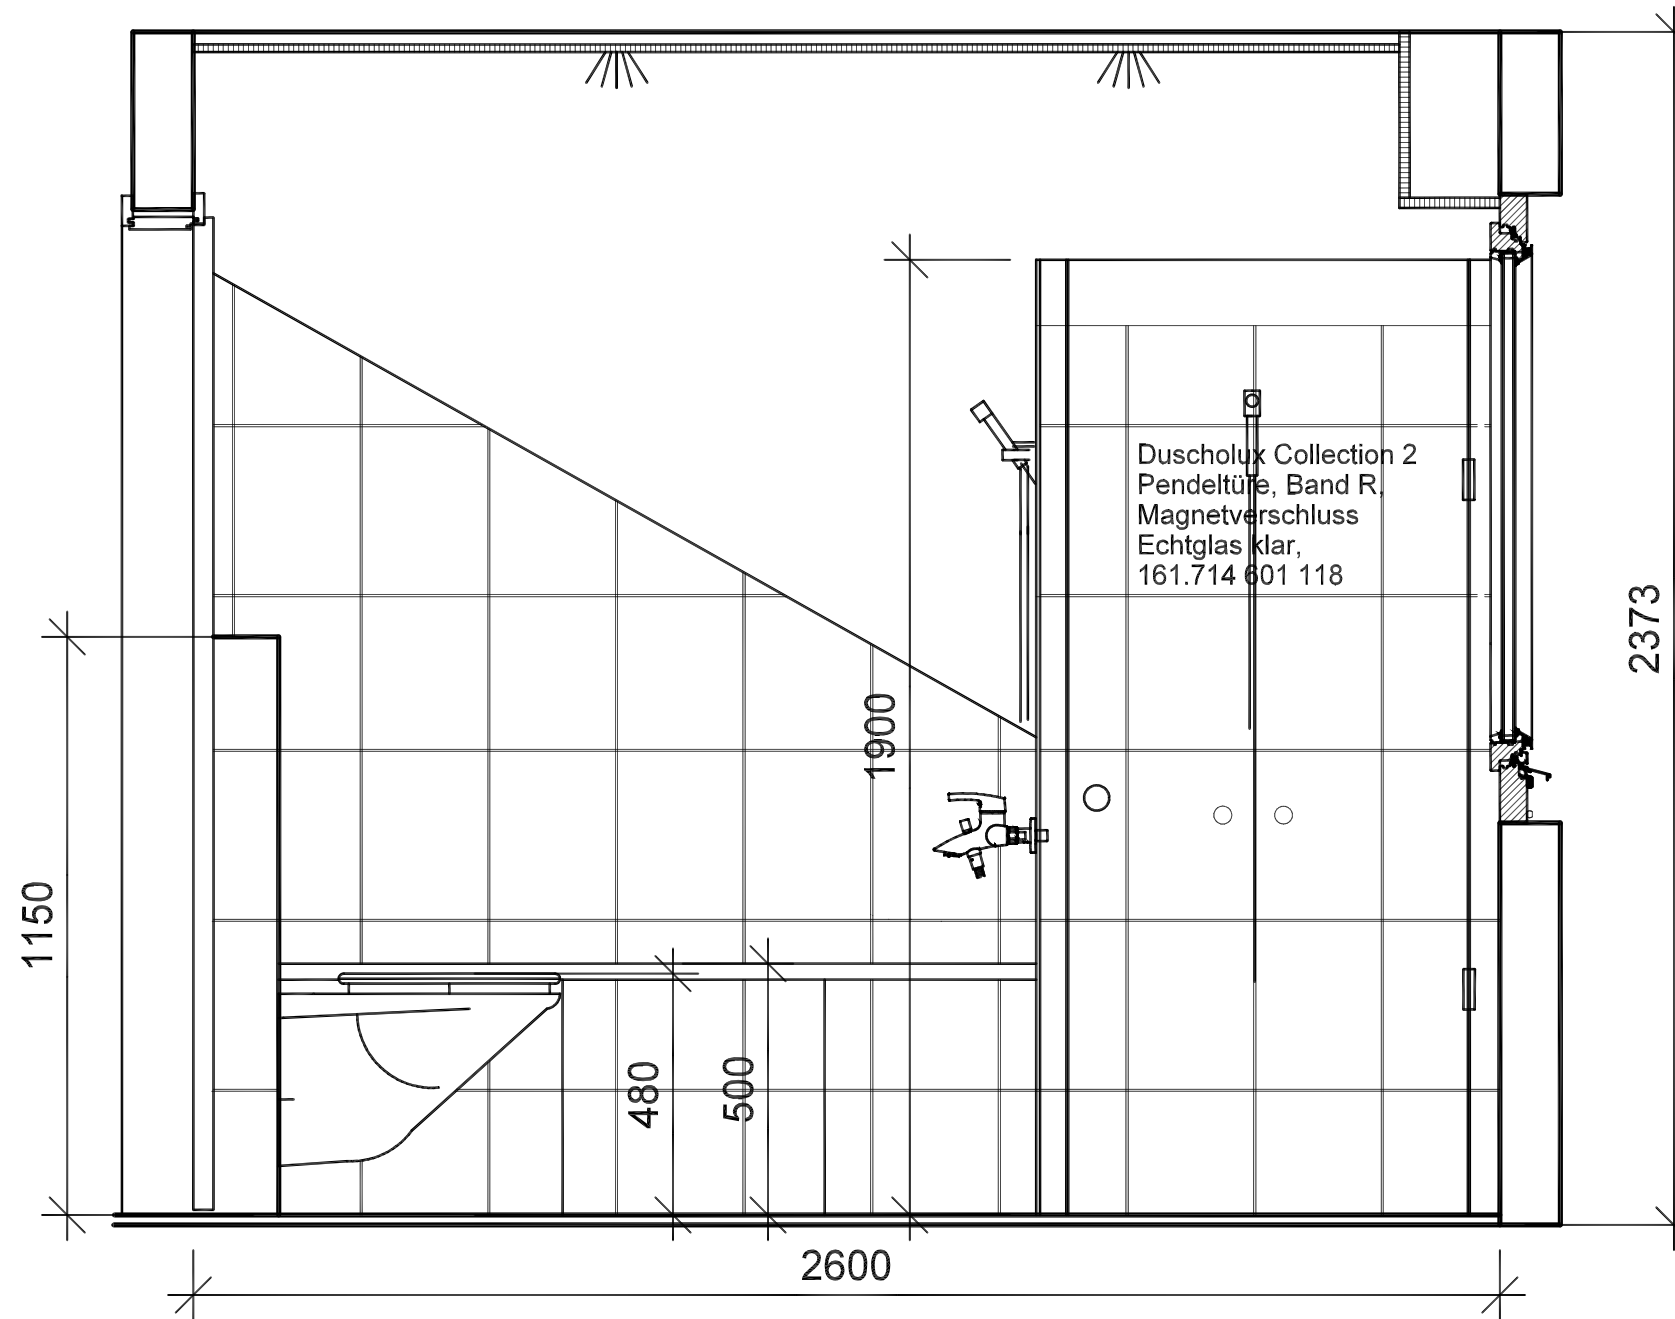 Duscholux Collection 2
Pendeltüre, Band R,
Magnetverschluss
Echtglas klar,
161.714 601 118
2373
1900
1150
480
500
2600